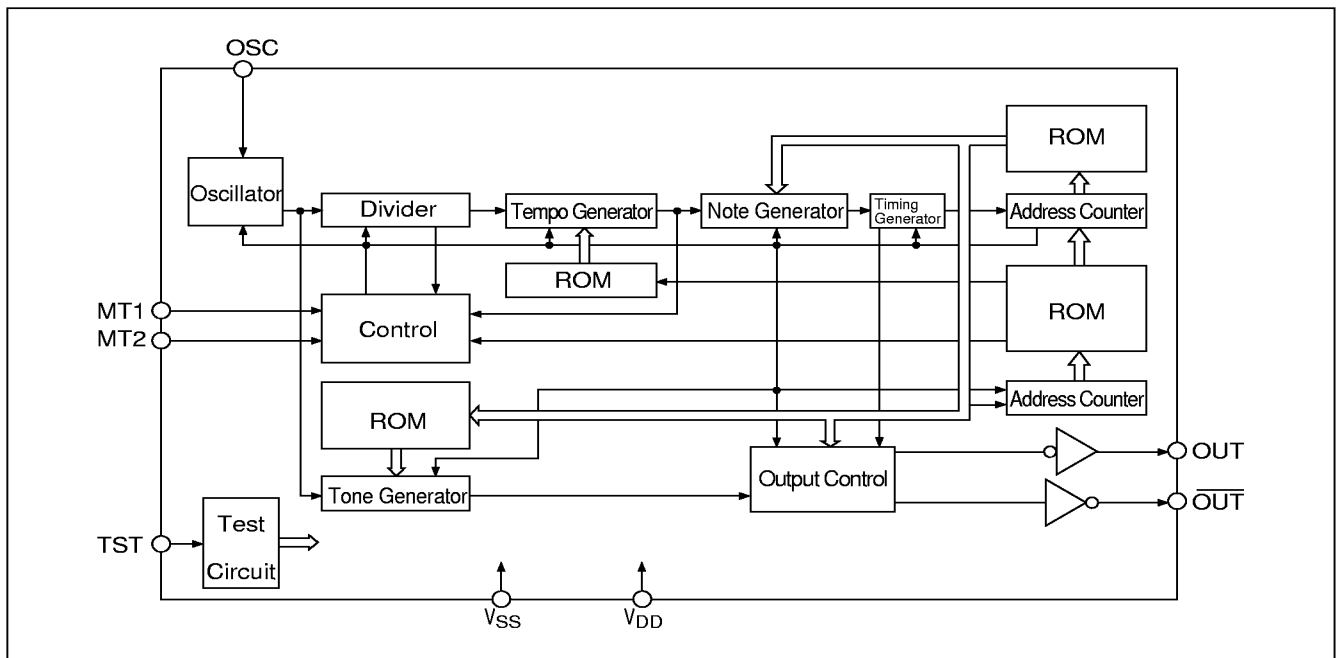 OSC
ROM
Oscillator
Divider
Tempo Generator
Note Generator
Timing
Generator
Address Counter
ROM
ROM
MT1
MT2
Control
ROM
Address Counter
Tone Generator
Output Control
OUT
OUT
TST
Test
Circuit
VSS
VDD